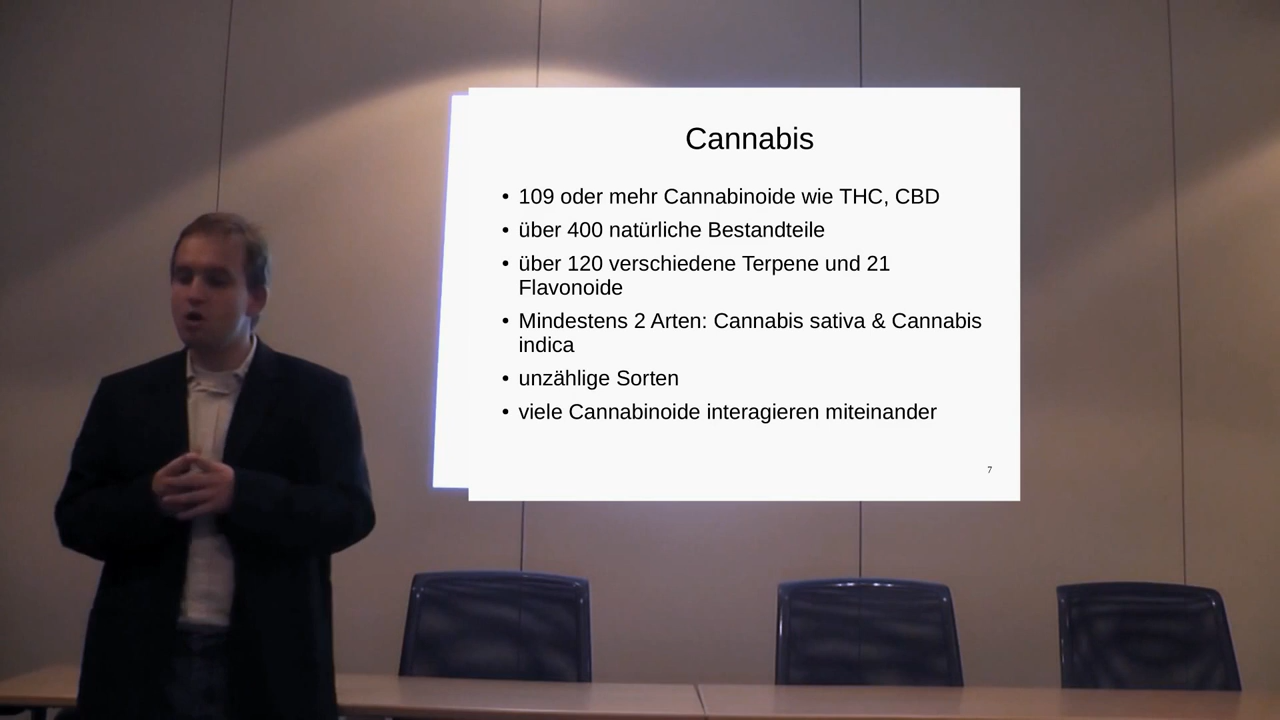 Cannabis
• 109 oder mehr Cannabinoide wie THC, CBD
• über 400 natürliche Bestandteile
• über 120 verschiedene Terpene und 21
Flavonoide
• Mindestens 2 Arten: Cannabis sativa & Cannabis
indica
• unzählige Sorten
• viele Cannabinoide interagieren miteinander
7